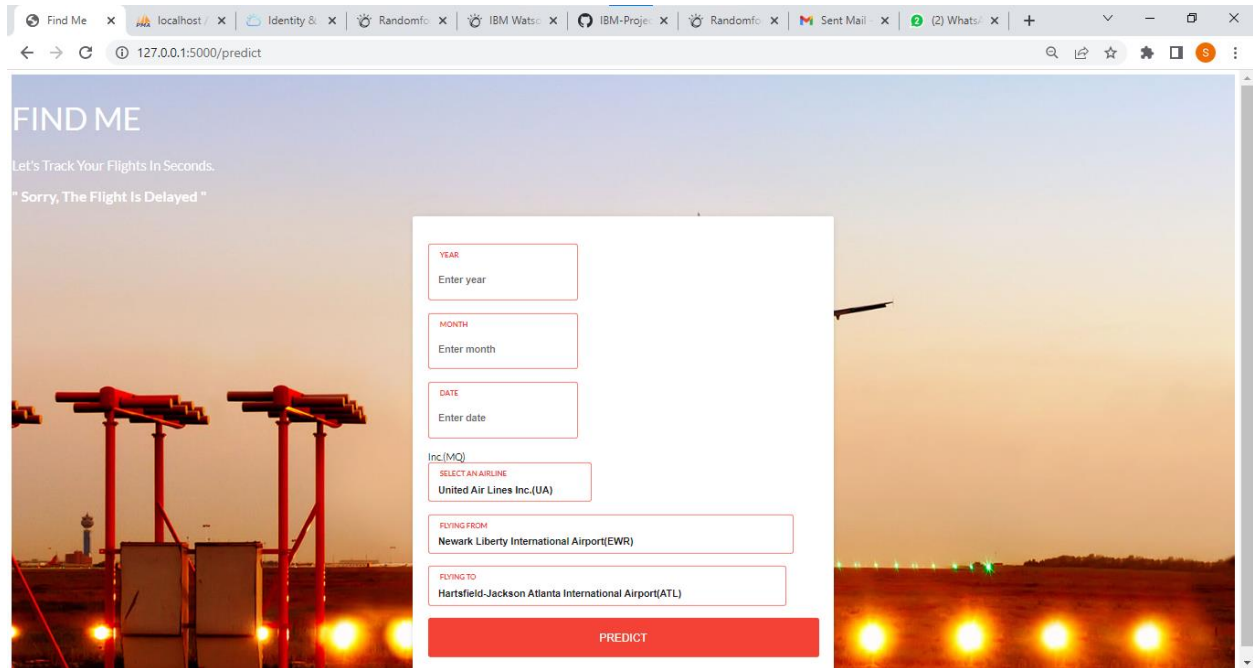 Find Me
localhost /
Identity &
Randomfo
IBM Watso
IBM-Projec
Randomfo
Sent Mail -
(2) WhatsA
127.0.0.1:5000/predict
S
FIND ME
Let's Track Your Flights In Seconds.
" Sorry, The Flight Is Delayed "
YEAR
Enter year
MONTH
Enter month
DATE
Enter date
Inc.(MQ)
SELECT AN AIRLINE
United Air Lines Inc.(UA)
FLYING FROM
Newark Liberty International Airport(EWR)
FLYING TO
Hartsfield-Jackson Atlanta International Airport(ATL)
PREDICT